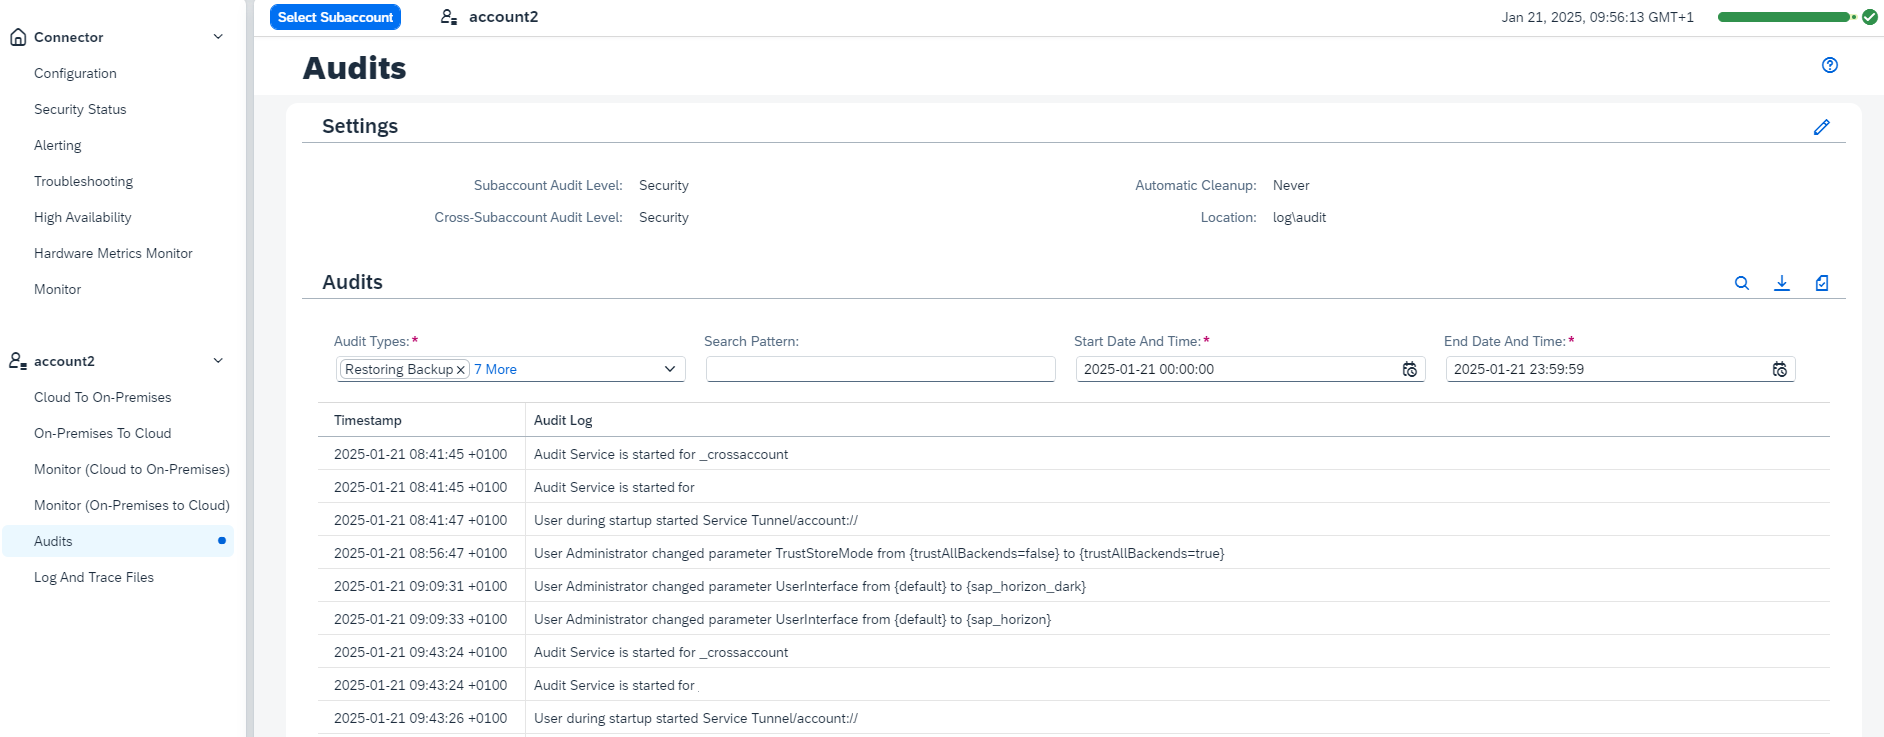 Select Subaccount
account2
Jan 21, 2025, 09:56:13 GMT+1
Connector
Configuration
Security Status
Alerting
Troubleshooting
High Availability
Hardware Metrics Monitor
Monitor
account2
Cloud To On-Premises
On-Premises To Cloud
Monitor (Cloud to On-Premises)
Monitor (On-Premises to Cloud)
Audits
Log And Trace Files
Audits
Settings
Subaccount Audit Level: Security
Automatic Cleanup: Never
Cross-Subaccount Audit Level: Security
Location: log\audit
Audits
Audit Types:* Search Pattern: Start Date And Time:* End Date And Time:*
Restoring Backup 7 More 2025-01-21 00:00:00 2025-01-21 23:59:59
Timestamp Audit Log
2025-01-21 08:41:45 +0100 Audit Service is started for _crossaccount
2025-01-21 08:41:45 +0100 Audit Service is started for
2025-01-21 08:41:47 +0100 User during startup started Service Tunnel/account://
2025-01-21 08:56:47 +0100 User Administrator changed parameter TrustStoreMode from {trustAllBackends=false} to {trustAllBackends=true}
2025-01-21 09:09:31 +0100 User Administrator changed parameter UserInterface from {default} to {sap_horizon_dark}
2025-01-21 09:09:33 +0100 User Administrator changed parameter UserInterface from {default} to {sap_horizon}
2025-01-21 09:43:24 +0100 Audit Service is started for _crossaccount
2025-01-21 09:43:24 +0100 Audit Service is started for
2025-01-21 09:43:26 +0100 User during startup started Service Tunnel/account://